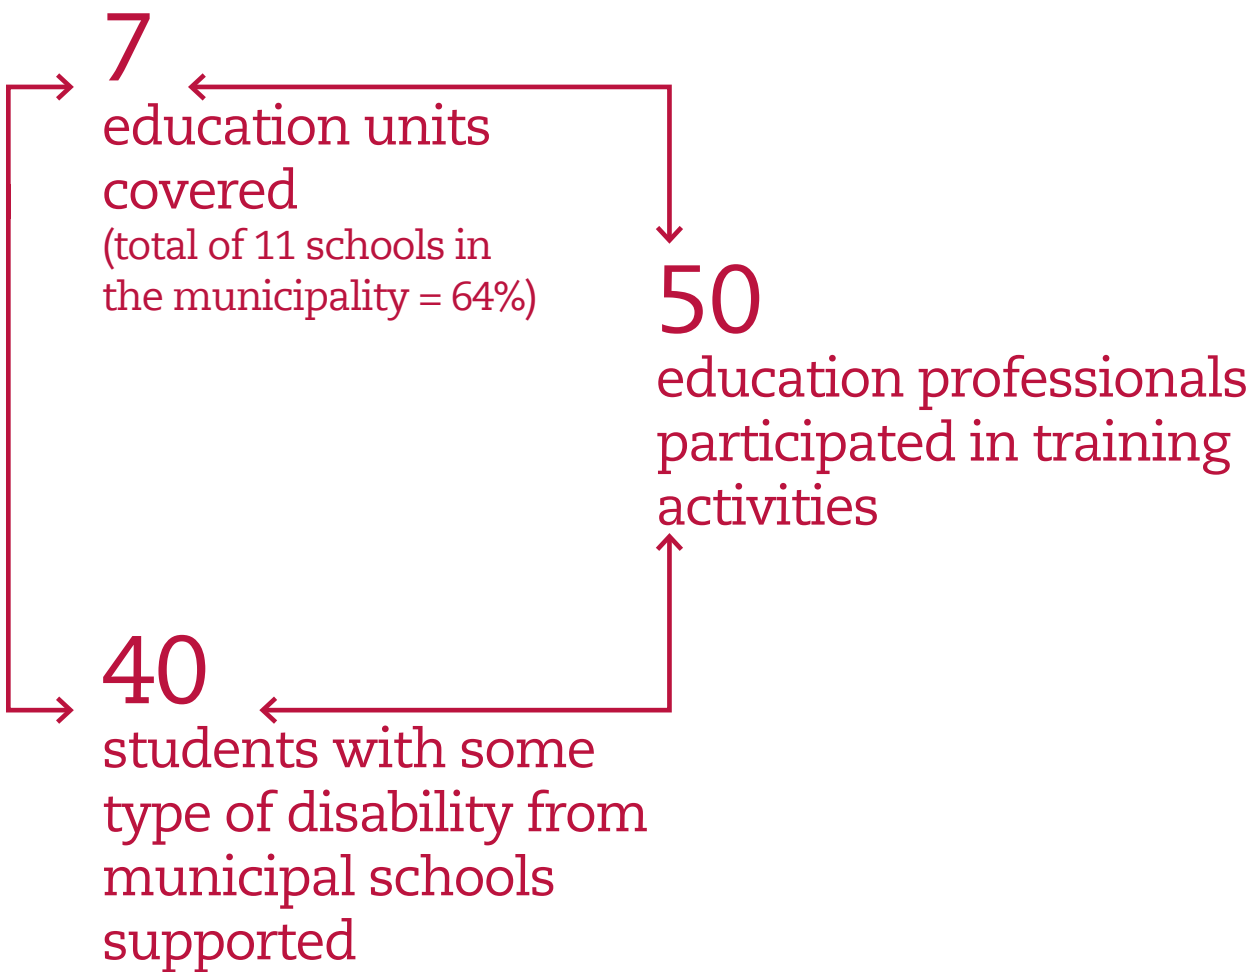 7
education units
covered
(total of 11 schools in
the municipality = 64%)
50
education professionals
participated in training
activities
40
students with some
type of disability from
municipal schools
supported